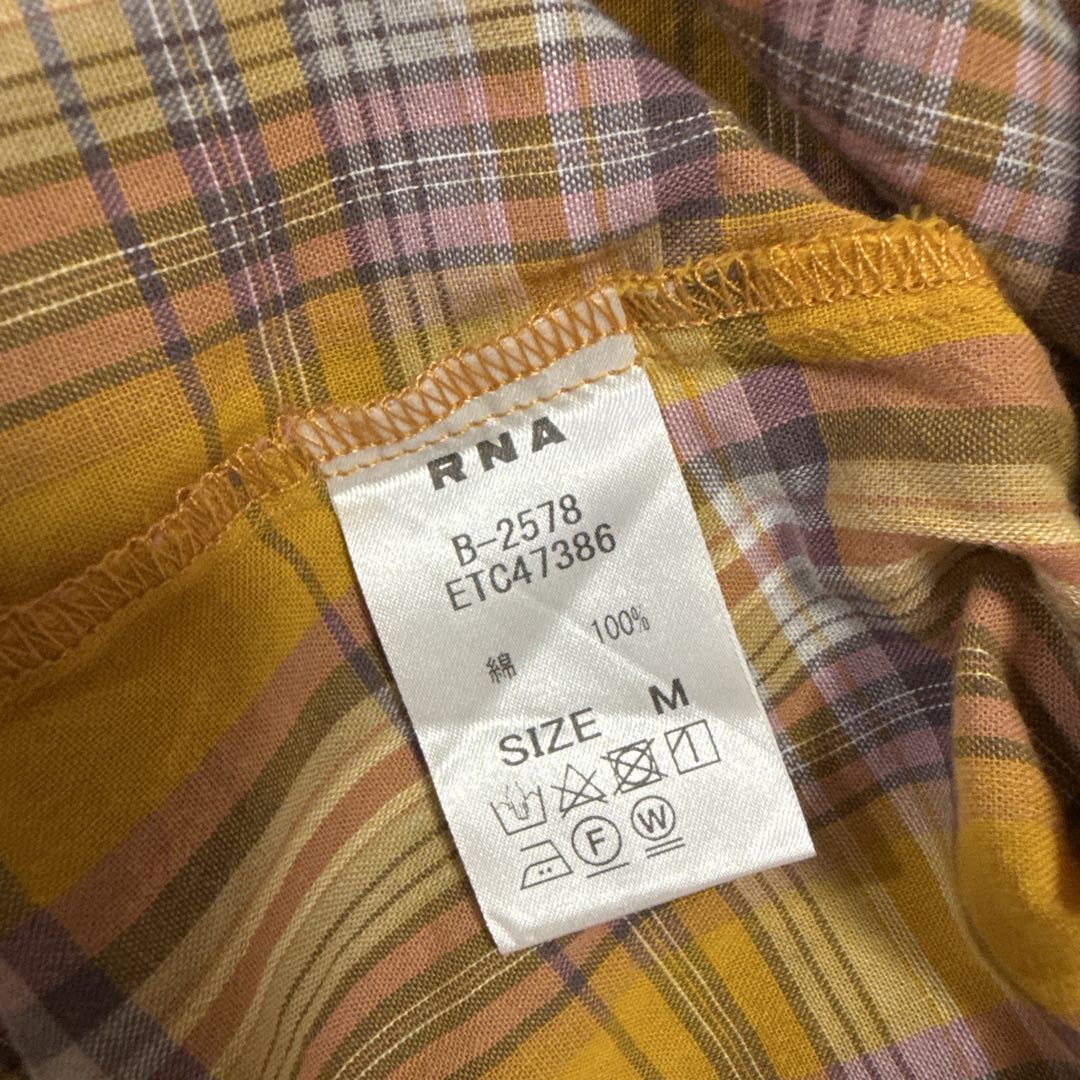 RNA
B-2578
ETC47386
綿 100%
SIZE M
F W